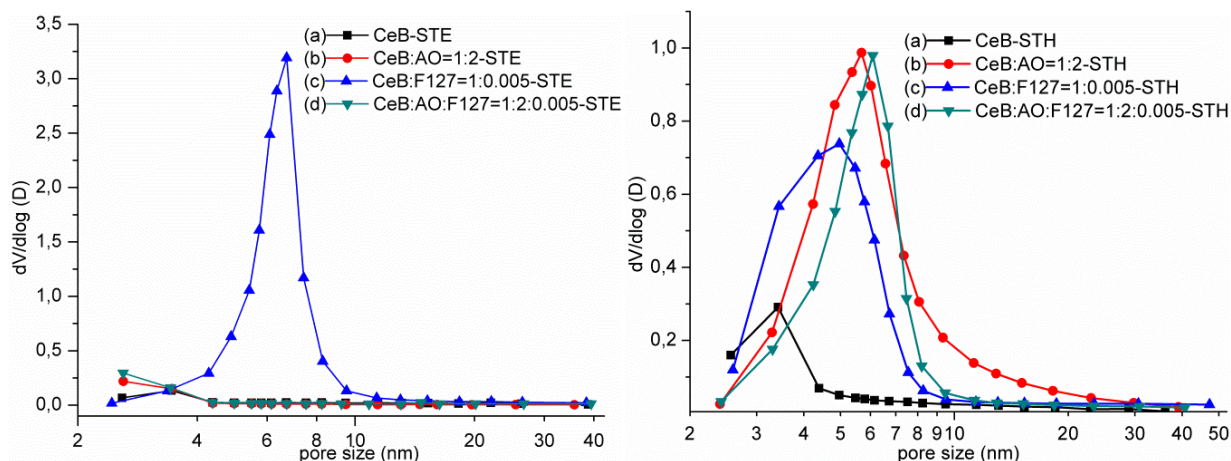 3,5
3,0
2,5
2,0
1,5
1,0
0,5
0,0
dV/dlog (D)
(a) CeB-STE
(b) CeB:AO=1:2-STE
(c) CeB:F127=1:0.005-STE
(d) CeB:AO:F127=1:2:0.005-STE
2 4 6 10 20 40
pore size (nm)
1,0
0,8
0,6
0,4
0,2
0,0
dV/dlog (D)
(a) CeB-STH
(b) CeB:AO=1:2-STH
(c) CeB:F127=1:0.005-STH
(d) CeB:AO:F127=1:2:0.005-STH
2 3 4 5 6 7 8 910 20 30 40 50
pore size (nm)